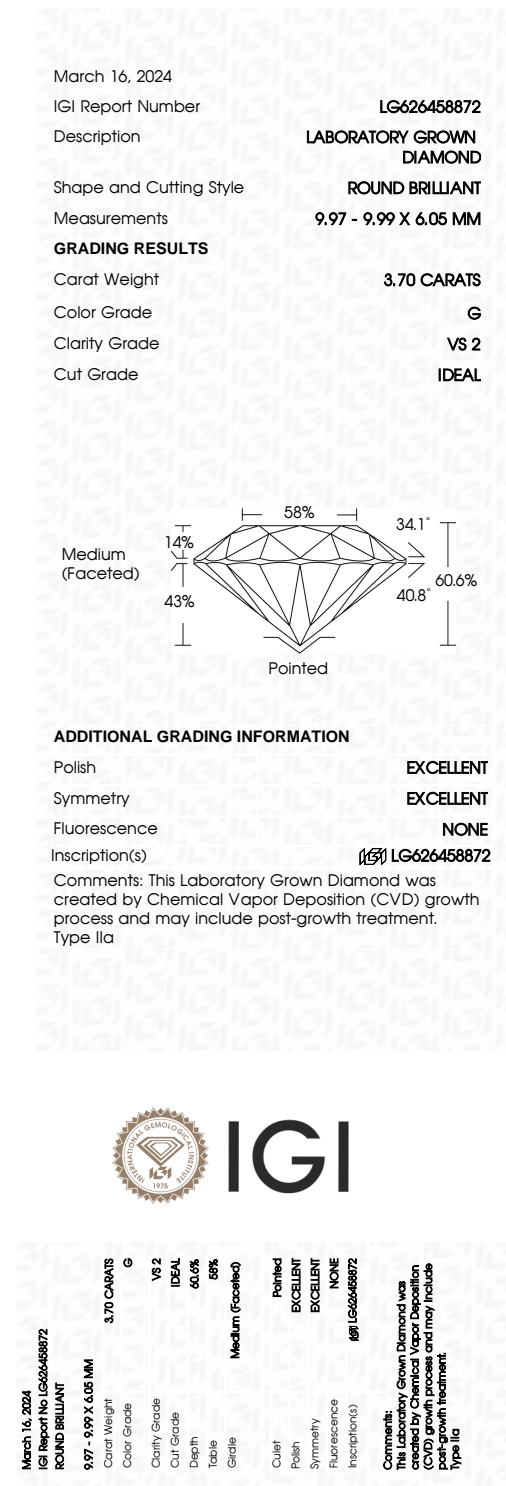 March 16, 2024
IGI Report Number LG626458872
Description LABORATORY GROWN
DIAMOND
Shape and Cutting Style ROUND BRILLIANT
Measurements 9.97 - 9.99 X 6.05 MM
GRADING RESULTS
Carat Weight 3.70 CARATS
Color Grade G
Clarity Grade VS 2
Cut Grade IDEAL
58%
34.1°
14%
Medium
(Faceted)
60.6%
43%
40.8°
Pointed
ADDITIONAL GRADING INFORMATION
Polish EXCELLENT
Symmetry EXCELLENT
Fluorescence NONE
Inscription(s) IGI LG626458872
Comments: This Laboratory Grown Diamond was
created by Chemical Vapor Deposition (CVD) growth
process and may include post-growth treatment.
Type IIa
INTERNATIONAL GEMOLOGICAL INSTITUTE
IGI
1975
IGI
March 16, 2024
IGI Report No LG626458872
ROUND BRILLIANT
9.97 - 9.99 X 6.05 MM
Carat Weight 3.70 CARATS
Color Grade G
Clarity Grade VS 2
Cut Grade IDEAL
Depth 60.6%
Table 58%
Girdle Medium (Faceted)
Culet Pointed
Polish EXCELLENT
Symmetry EXCELLENT
Fluorescence NONE
Inscription(s) IGI LG626458872
Comments:
This Laboratory Grown Diamond was
created by Chemical Vapor Deposition
(CVD) growth process and may include
post-growth treatment.
Type IIa